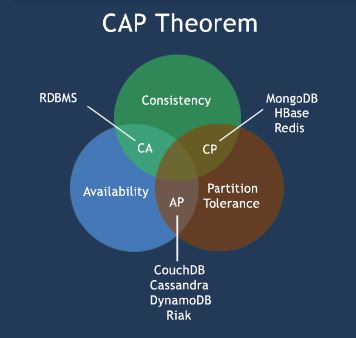 CAP Theorem
RDBMS
Consistency
MongoDB
HBase
Redis
CA
CP
Availability
Partition
Tolerance
AP
CouchDB
Cassandra
DynamoDB
Riak